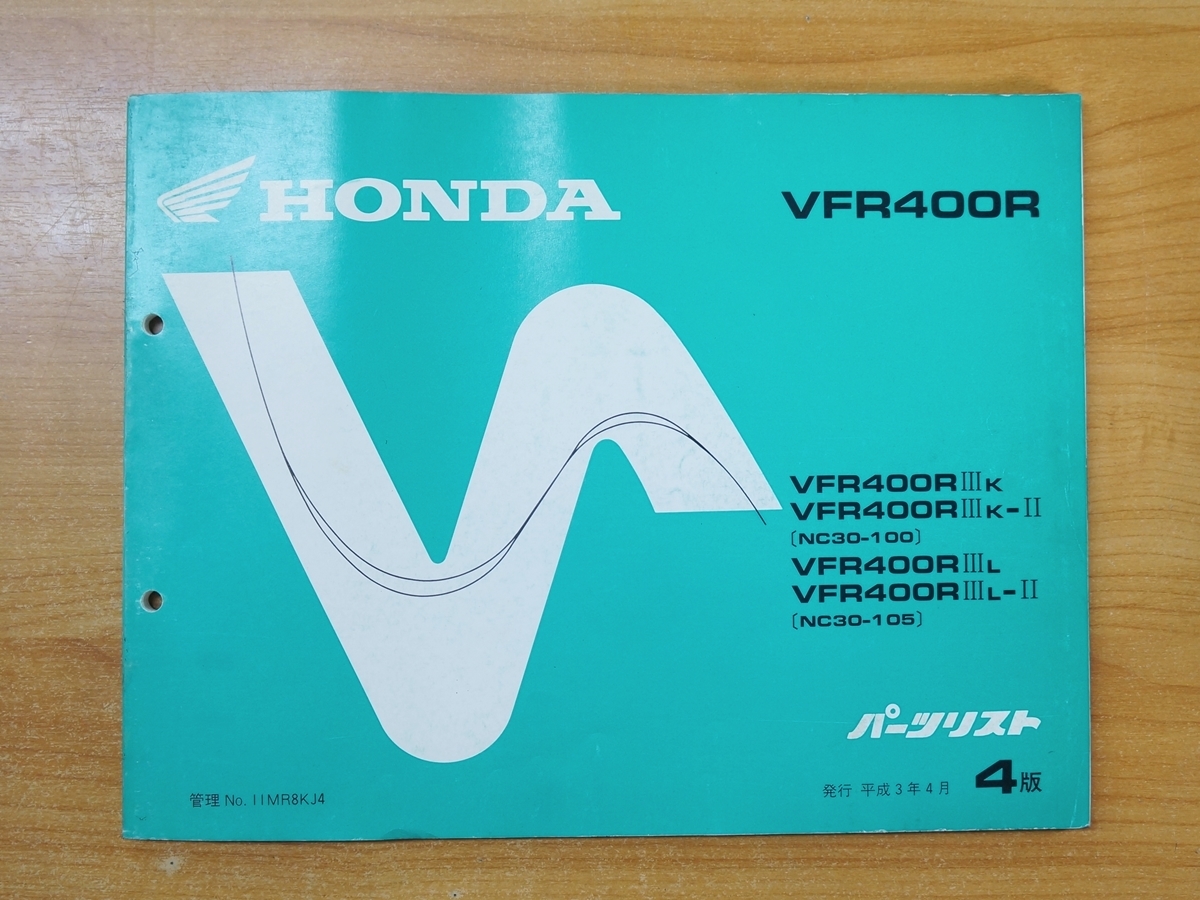 HONDA
VFR400R
VFR400RⅢK
VFR400RⅢK-Ⅱ
〔NC30-100〕
VFR400RⅢL
VFR400RⅢL-Ⅱ
〔NC30-105〕
パーツリスト
発行 平成3年4月 4版
管理 No. 11MR8KJ4